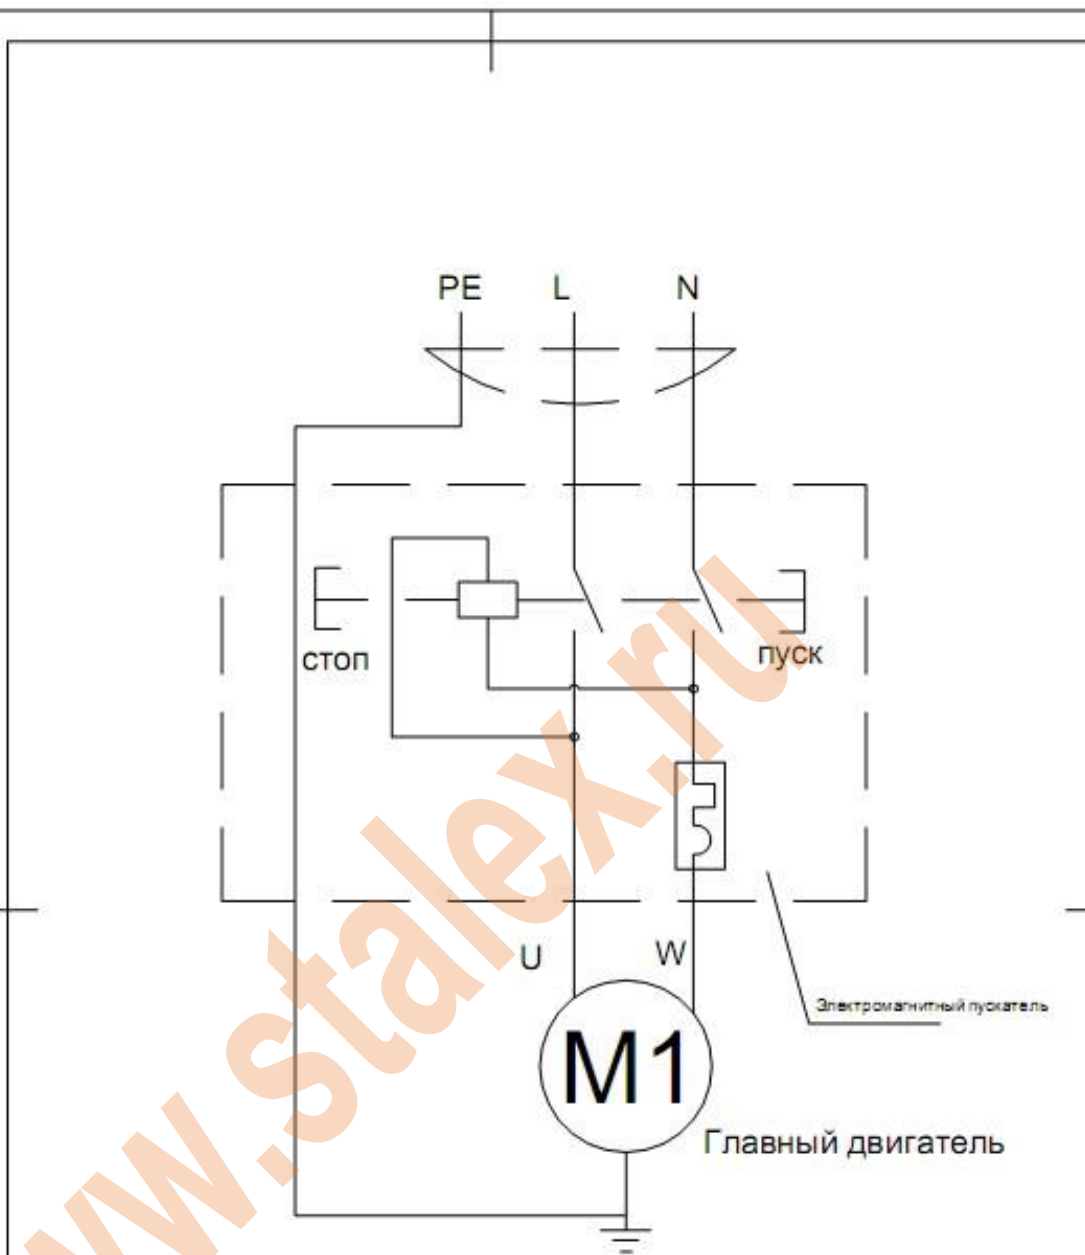 PE L N
стоп
пуск
U W
Электромагнитный пускатель
M1
Главный двигатель
www.stalex.ru